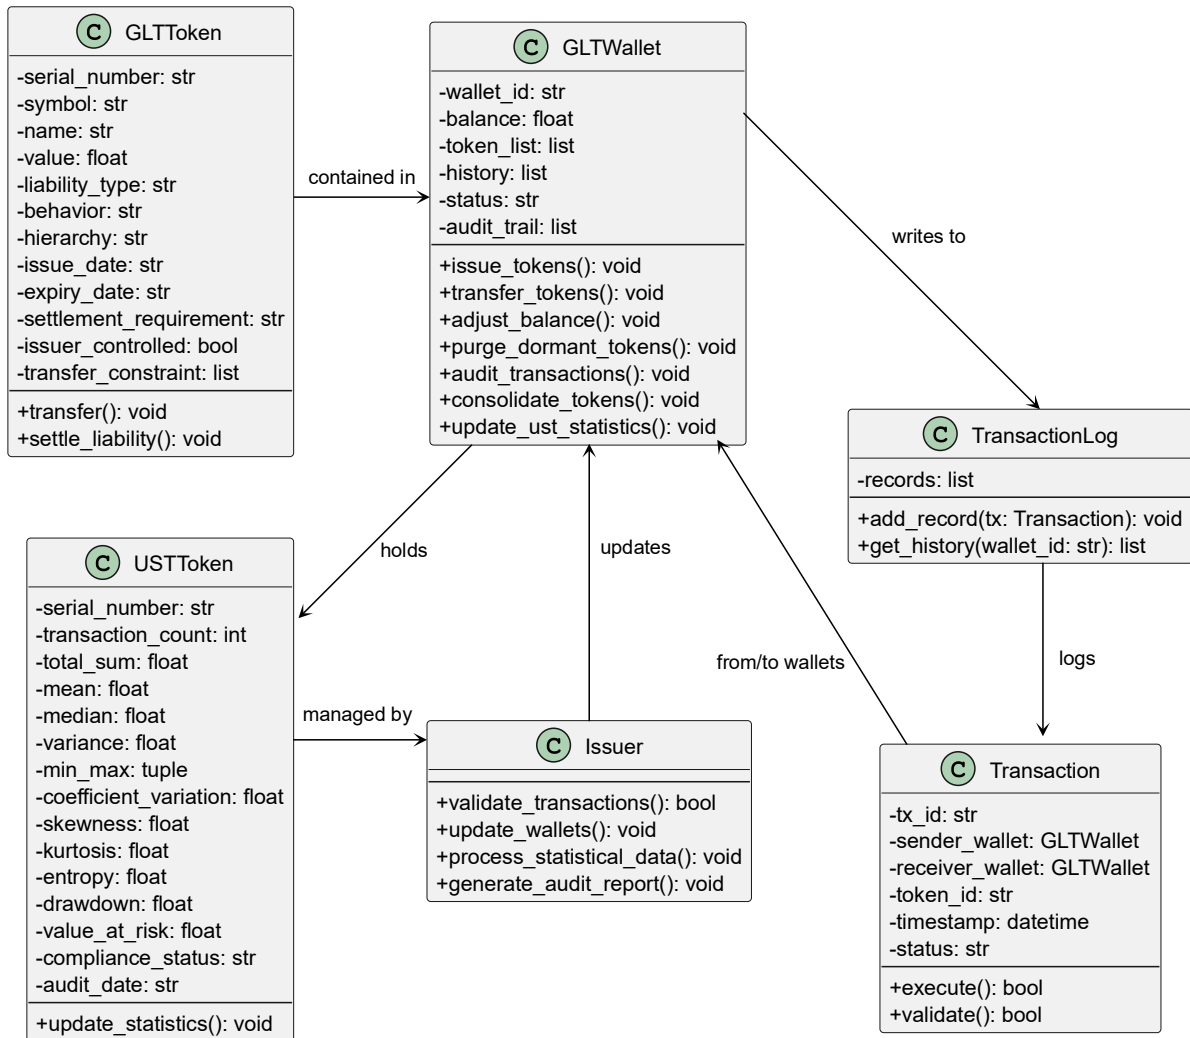 C GLTToken
-serial_number: str
-symbol: str
-name: str
-value: float
-liability_type: str
-behavior: str
-hierarchy: str
-issue_date: str
-expiry_date: str
-settlement_requirement: str
-issuer_controlled: bool
-transfer_constraint: list
+transfer(): void
+settle_liability(): void
contained in
C GLTWallet
-wallet_id: str
-balance: float
-token_list: list
-history: list
-status: str
-audit_trail: list
+issue_tokens(): void
+transfer_tokens(): void
+adjust_balance(): void
+purge_dormant_tokens(): void
+audit_transactions(): void
+consolidate_tokens(): void
+update_ust_statistics(): void
writes to
C TransactionLog
-records: list
+add_record(tx: Transaction): void
+get_history(wallet_id: str): list
holds
updates
from/to wallets
logs
C USTToken
-serial_number: str
-transaction_count: int
-total_sum: float
-mean: float
-median: float
-variance: float
-min_max: tuple
-coefficient_variation: float
-skewness: float
-kurtosis: float
-entropy: float
-drawdown: float
-value_at_risk: float
-compliance_status: str
-audit_date: str
+update_statistics(): void
managed by
C Issuer
+validate_transactions(): bool
+update_wallets(): void
+process_statistical_data(): void
+generate_audit_report(): void
C Transaction
-tx_id: str
-sender_wallet: GLTWallet
-receiver_wallet: GLTWallet
-token_id: str
-timestamp: datetime
-status: str
+execute(): bool
+validate(): bool